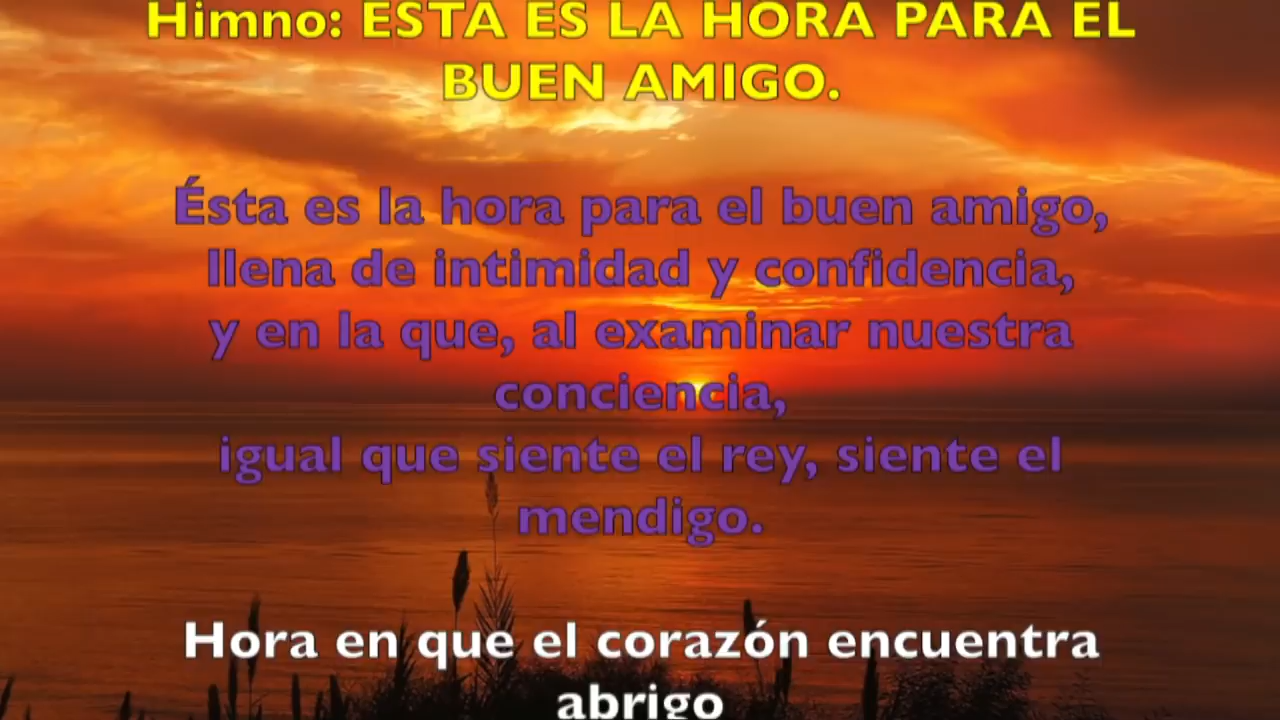 Himno: ESTA ES LA HORA PARA EL
BUEN AMIGO.
Ésta es la hora para el buen amigo,
llena de intimidad y confidencia,
y en la que, al examinar nuestra
conciencia,
igual que siente el rey, siente el
mendigo.
Hora en que el corazón encuentra
abrigo